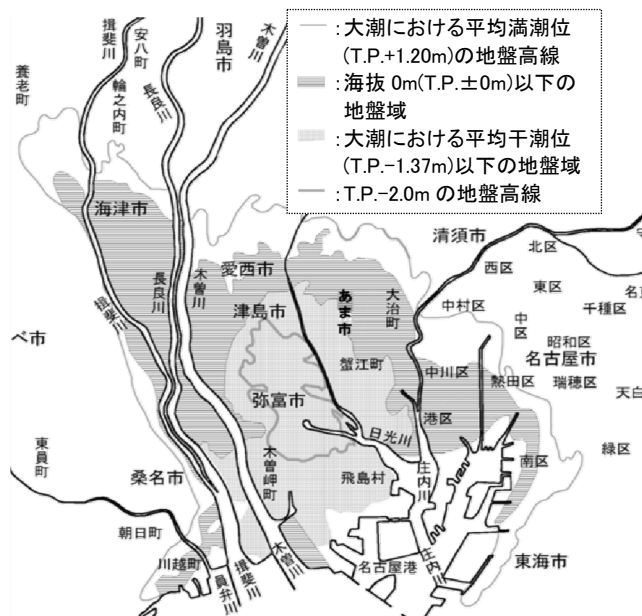 ：大潮における平均満潮位
(T.P.+1.20m)の地盤高線
：海抜 0m(T.P.±0m)以下の
地盤域
：大潮における平均干潮位
(T.P.−1.37m)以下の地盤域
：T.P.−2.0m の地盤高線
揖斐川
安八町
羽島市
木曽川
養老町
輪之内町
長良川
海津市
清須市
北区
西区
愛西市
東区
長良川
木曽川
あま市
大治町
千種区
津島市
中村区
中区
揖斐川
昭和区
べ市
蟹江町
中川区
名古屋市
熱田区
瑞穂区
天白
弥富市
港区
日光川
東員町
緑区
南区
木曽岬町
桑名市
飛島村
庄内川
朝日町
川越町
員弁川
揖斐川
木曽川
名古屋港
庄内川
東海市